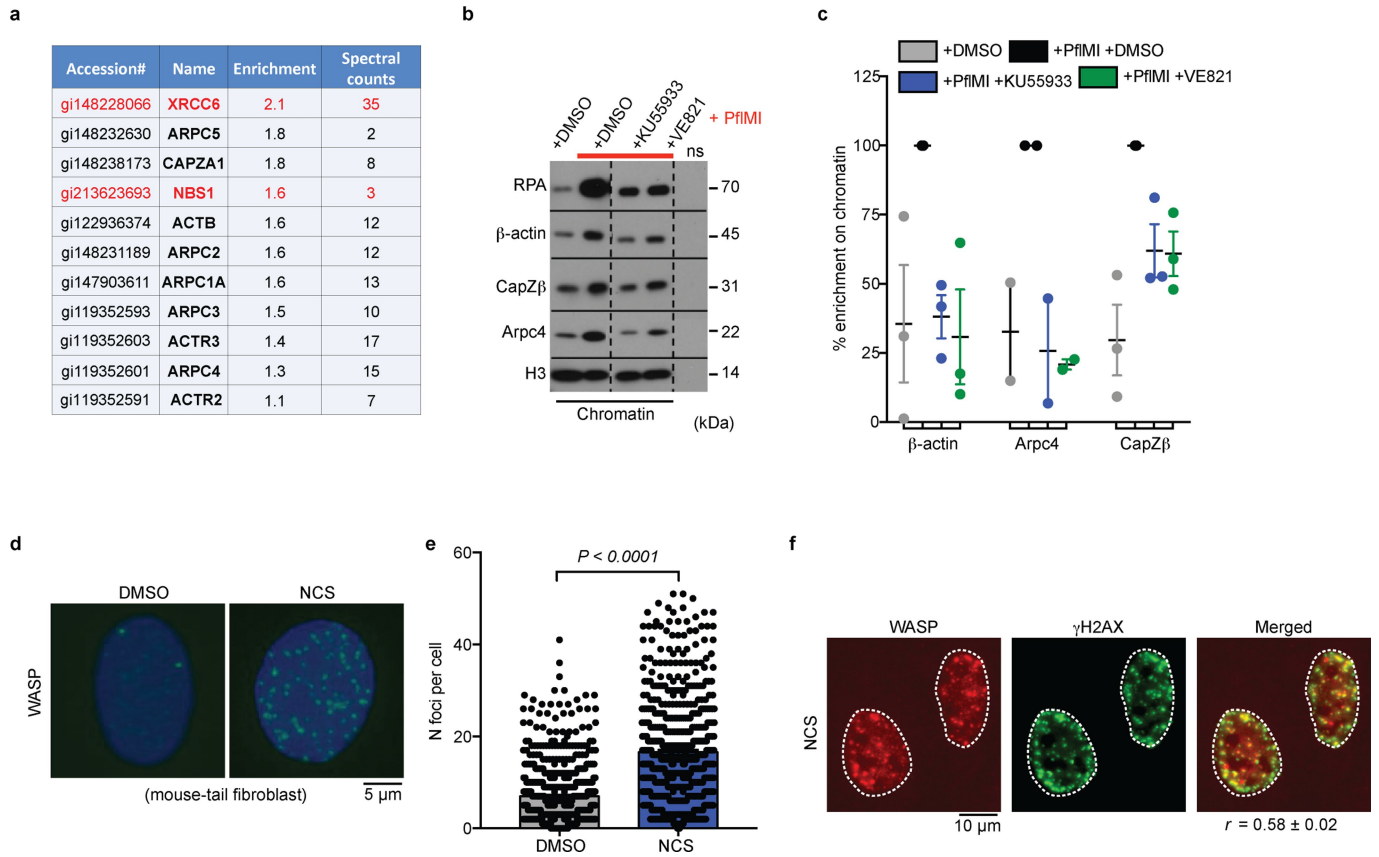 a
Accession# Name Enrichment Spectral counts
gi148228066 XRCC6 2.1 35
gi148232630 ARPC5 1.8 2
gi148238173 CAPZA1 1.8 8
gi213623693 NBS1 1.6 3
gi122936374 ACTB 1.6 12
gi148231189 ARPC2 1.6 12
gi147903611 ARPC1A 1.6 13
gi119352593 ARPC3 1.5 10
gi119352603 ACTR3 1.4 17
gi119352601 ARPC4 1.3 15
gi119352591 ACTR2 1.1 7
b
+DMSO +DMSO +KU55933 +VE821 + PflMI
ns
RPA 70
β-actin 45
CapZβ 31
Arpc4 22
H3 14
Chromatin
(kDa)
c
+DMSO +PflMI +DMSO
+PflMI +KU55933 +PflMI +VE821
% enrichment on chromatin
125
100
75
50
25
0
β-actin Arpc4 CapZβ
d
DMSO NCS
WASP
(mouse-tail fibroblast) 5 µm
e
P < 0.0001
N foci per cell
60
40
20
0
DMSO NCS
f
WASP γH2AX Merged
NCS
10 µm
r = 0.58 ± 0.02